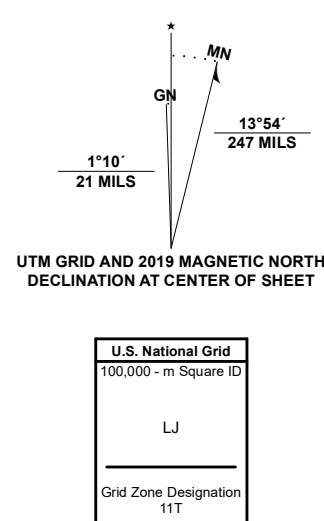 MN
GN
13°54´
247 MILS
1°10´
21 MILS
UTM GRID AND 2019 MAGNETIC NORTH
DECLINATION AT CENTER OF SHEET
U.S. National Grid
100,000 - m Square ID
LJ
Grid Zone Designation
11T